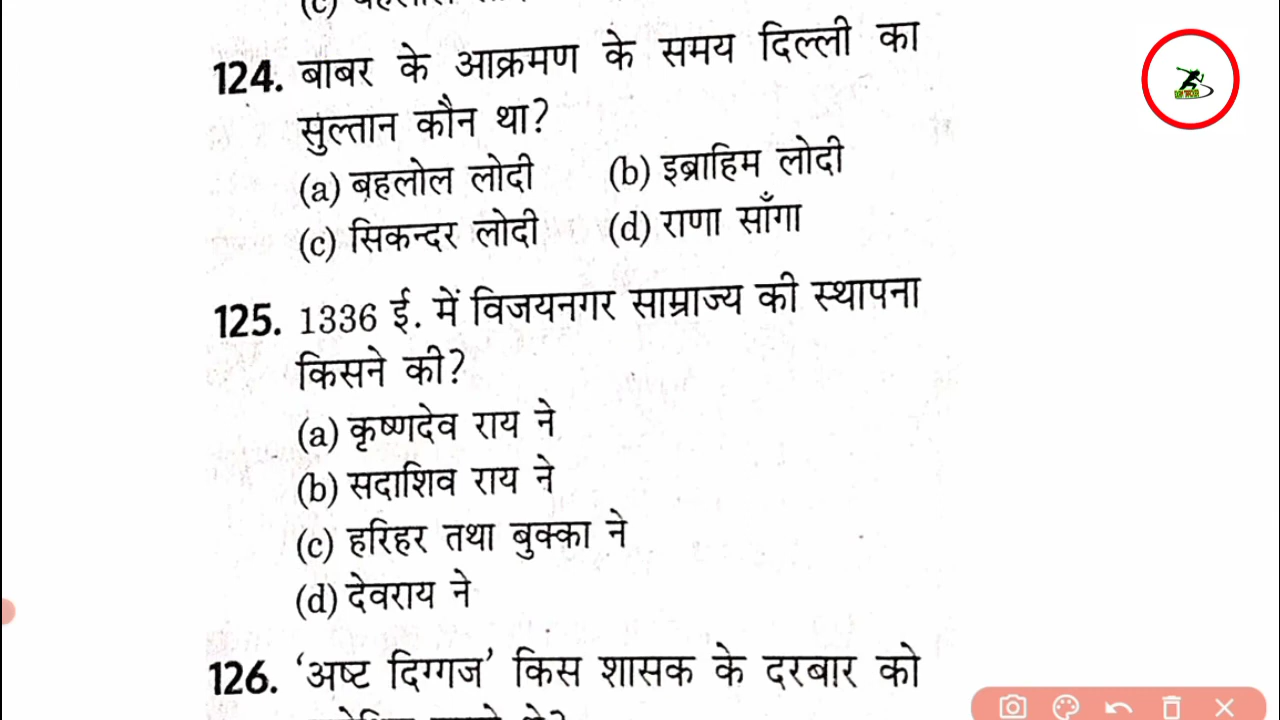 124. बाबर के आक्रमण के समय दिल्ली का
सुल्तान कौन था?
(a) बहलोल लोदी (b) इब्राहिम लोदी
(c) सिकन्दर लोदी (d) राणा साँगा
125. 1336 ई. में विजयनगर साम्राज्य की स्थापना
किसने की?
(a) कृष्णदेव राय ने
(b) सदाशिव राय ने
(c) हरिहर तथा बुक्का ने
(d) देवराय ने
126. ‘अष्ट दिग्गज’ किस शासक के दरबार को